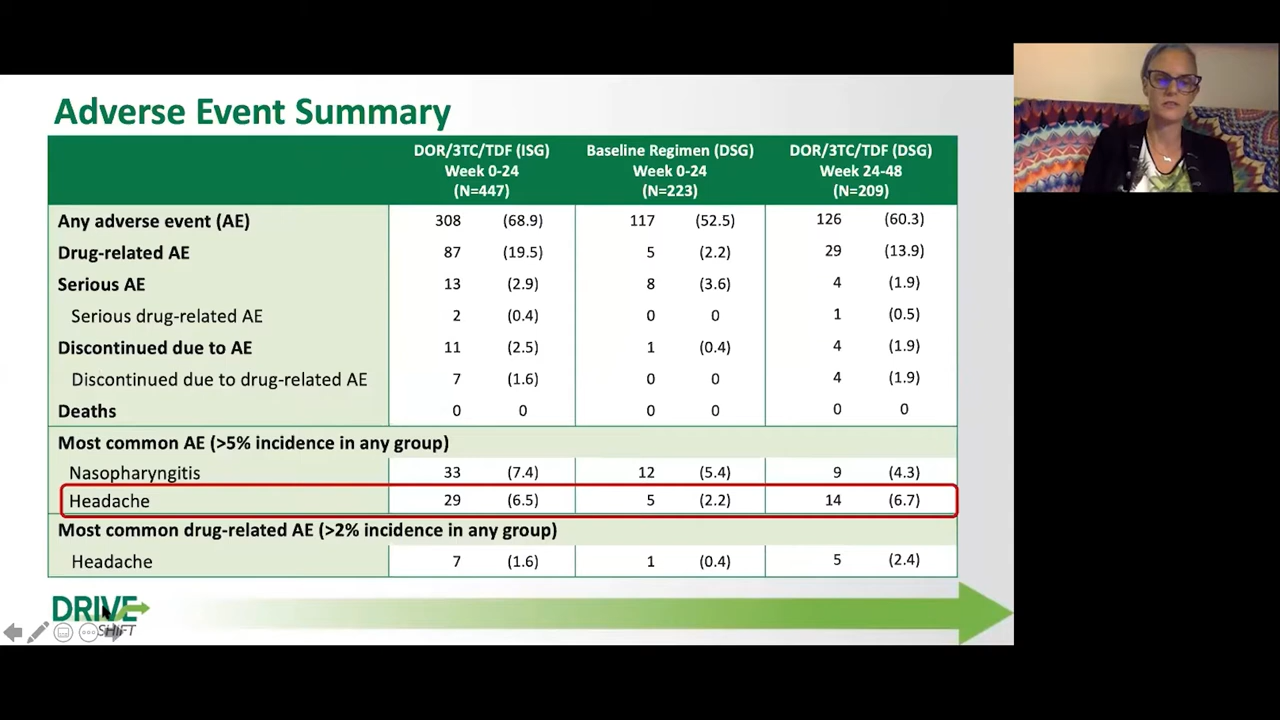 Adverse Event Summary
DOR/3TC/TDF (ISG) Baseline Regimen (DSG) DOR/3TC/TDF (DSG)
Week 0-24 Week 0-24 Week 24-48
(N=447) (N=223) (N=209)
Any adverse event (AE) 308 (68.9) 117 (52.5) 126 (60.3)
Drug-related AE 87 (19.5) 5 (2.2) 29 (13.9)
Serious AE 13 (2.9) 8 (3.6) 4 (1.9)
Serious drug-related AE 2 (0.4) 0 0 1 (0.5)
Discontinued due to AE 11 (2.5) 1 (0.4) 4 (1.9)
Discontinued due to drug-related AE 7 (1.6) 0 0 4 (1.9)
Deaths 0 0 0 0 0 0
Most common AE (>5% incidence in any group)
Nasopharyngitis 33 (7.4) 12 (5.4) 9 (4.3)
Headache 29 (6.5) 5 (2.2) 14 (6.7)
Most common drug-related AE (>2% incidence in any group)
Headache 7 (1.6) 1 (0.4) 5 (2.4)
DRIVE
SHIFT